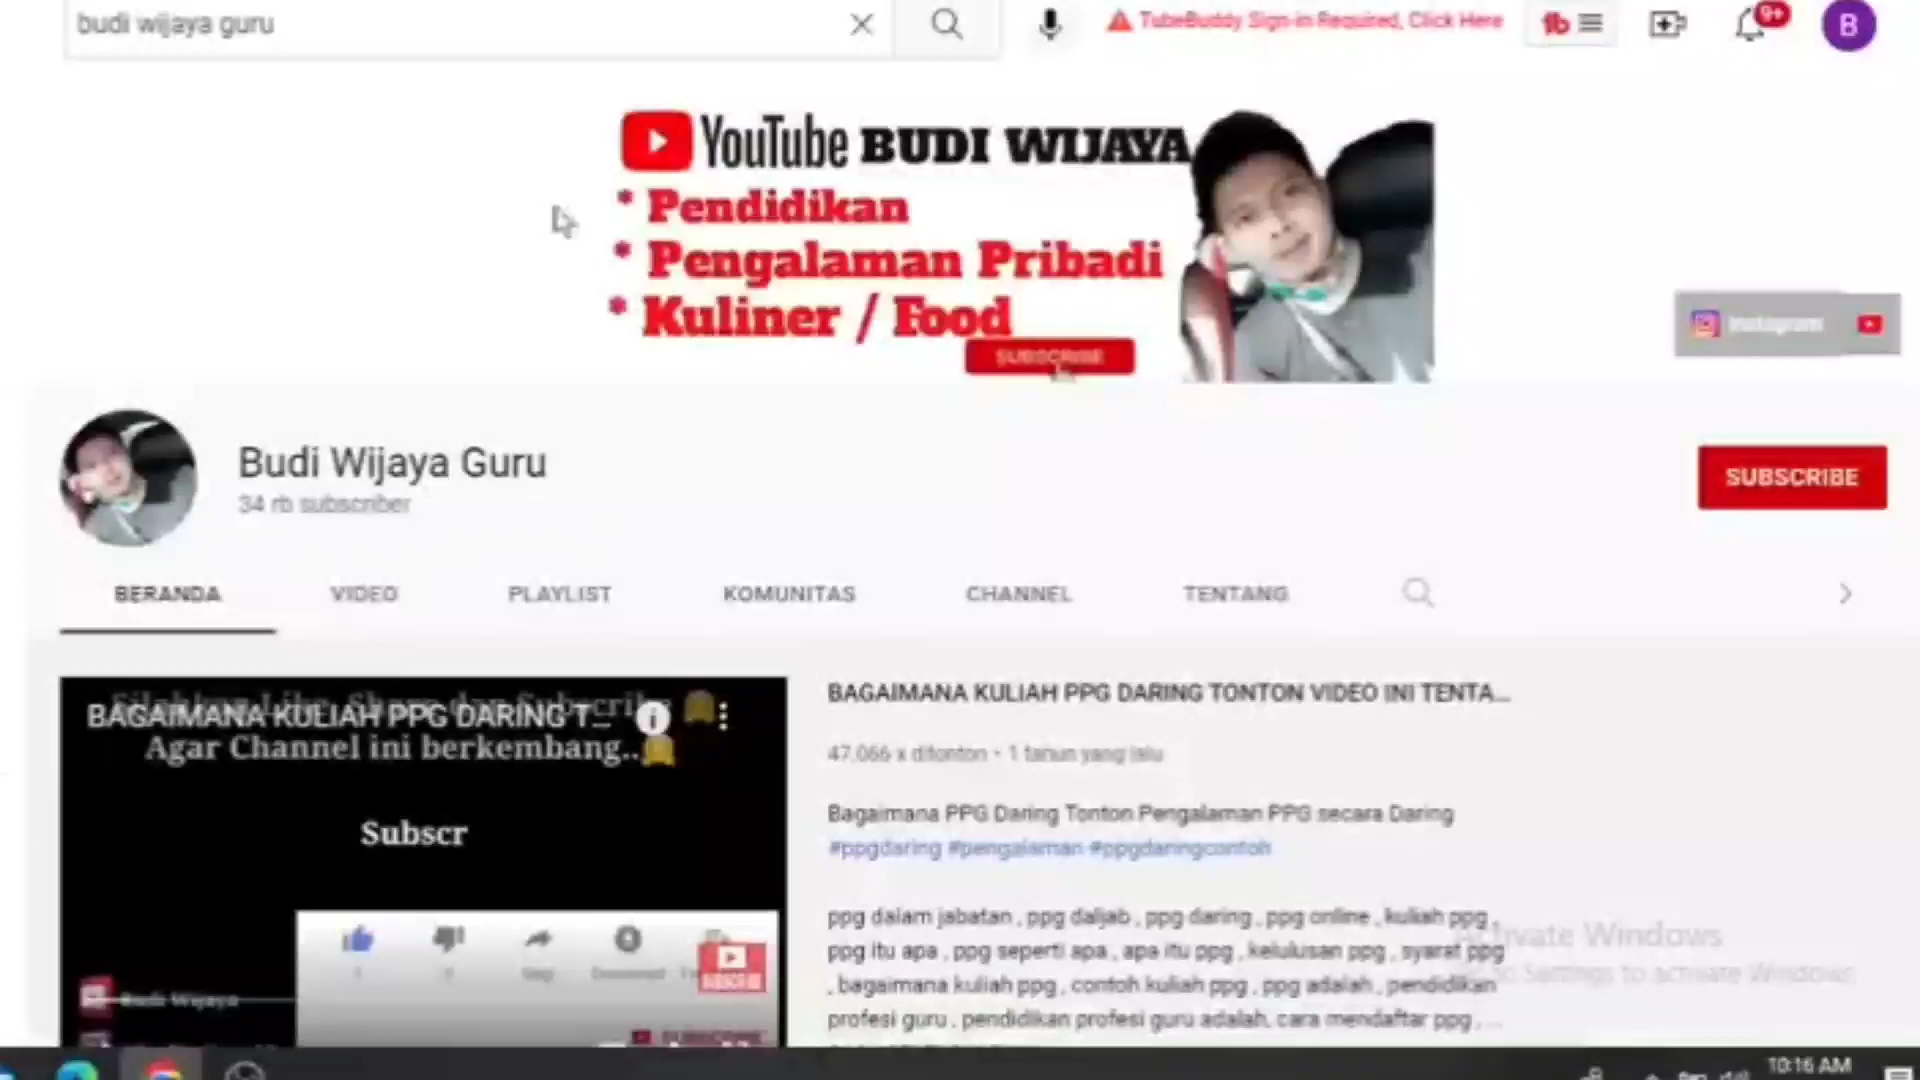 budi wijaya guru
TubeBuddy Sign-in Required, Click Here
9+
B
YouTube BUDI WIJAYA
* Pendidikan
* Pengalaman Pribadi
* Kuliner / Food
SUBSCRIBE
Instagram
Budi Wijaya Guru
34 rb subscriber
SUBSCRIBE
BERANDA
VIDEO
PLAYLIST
KOMUNITAS
CHANNEL
TENTANG
Silahkan Like, Share dan Subscribe
BAGAIMANA KULIAH PPG DARING T...
Agar Channel ini berkembang..
Subscr
Budi Wijaya
BAGAIMANA KULIAH PPG DARING TONTON VIDEO INI TENTA...
47.066 x ditonton • 1 tahun yang lalu
Bagaimana PPG Daring Tonton Pengalaman PPG secara Daring
#ppgdaring #pengalaman #ppgdaringcontoh
ppg dalam jabatan , ppg daljab , ppg daring , ppg online , kuliah ppg ,
ppg itu apa , ppg seperti apa , apa itu ppg , kelulusan ppg , syarat ppg
, bagaimana kuliah ppg , contoh kuliah ppg , ppg adalah , pendidikan
profesi guru , pendidikan profesi guru adalah, cara mendaftar ppg , ...
Activate Windows
Settings to activate Windows.
10:16 AM